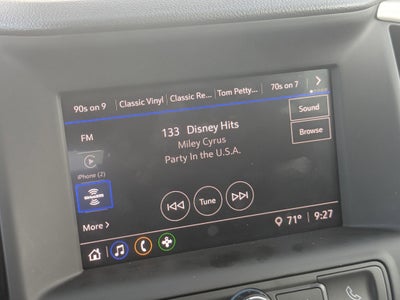 90s on 9 Classic Vinyl Classic Re... Tom Petty... 70s on 7
FM
133 Disney Hits
Sound
Miley Cyrus
Browse
Party In the U.S.A.
iPhone (2)
Tune
More >
71° 9:27